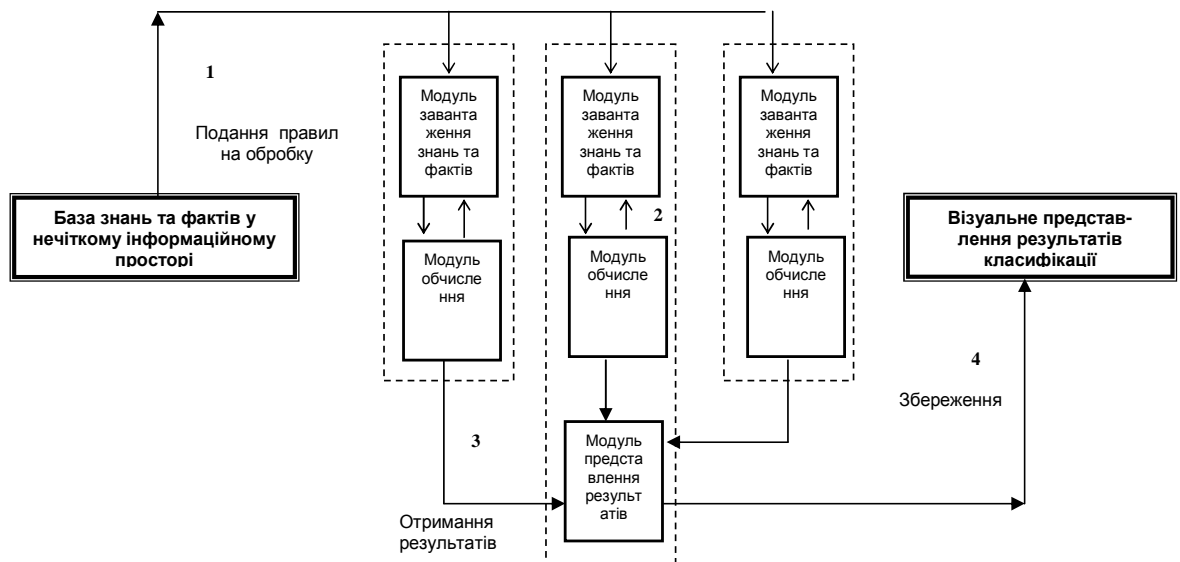 1
Подання правил
на обробку
База знань та фактів у
нечіткому інформаційному
просторі
Модуль
заванта
ження
знань та
фактів
Модуль
обчисле
ння
Модуль
заванта
ження
знань та
фактів
2
Модуль
обчисле
ння
Модуль
заванта
ження
знань та
фактів
Модуль
обчисле
ння
3
Отримання
результатів
Модуль
предста
влення
результ
атів
Візуальне представ-
лення результатів
класифікації
4
Збереження